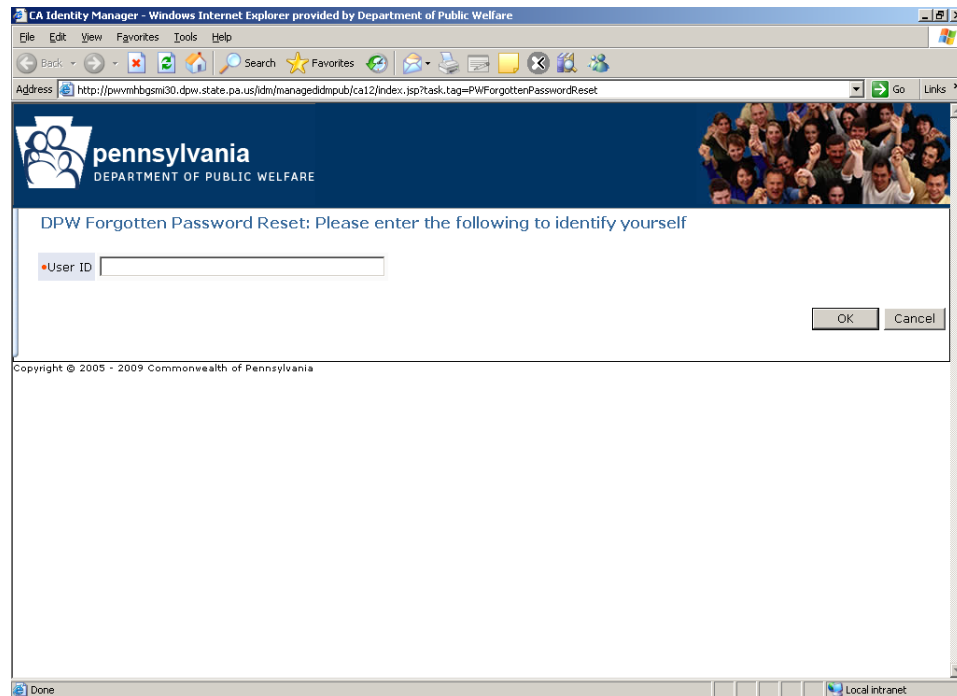 CA Identity Manager - Windows Internet Explorer provided by Department of Public Welfare
File Edit View Favorites Tools Help
Back Search Favorites
Address http://pwvmhbgsmi30.dpw.state.pa.us/idm/managedidmpub/ca12/index.jsp?task.tag=PWForgottenPasswordReset Go Links
pennsylvania
DEPARTMENT OF PUBLIC WELFARE
DPW Forgotten Password Reset: Please enter the following to identify yourself
•User ID
OK Cancel
Copyright © 2005 - 2009 Commonwealth of Pennsylvania
Done Local intranet